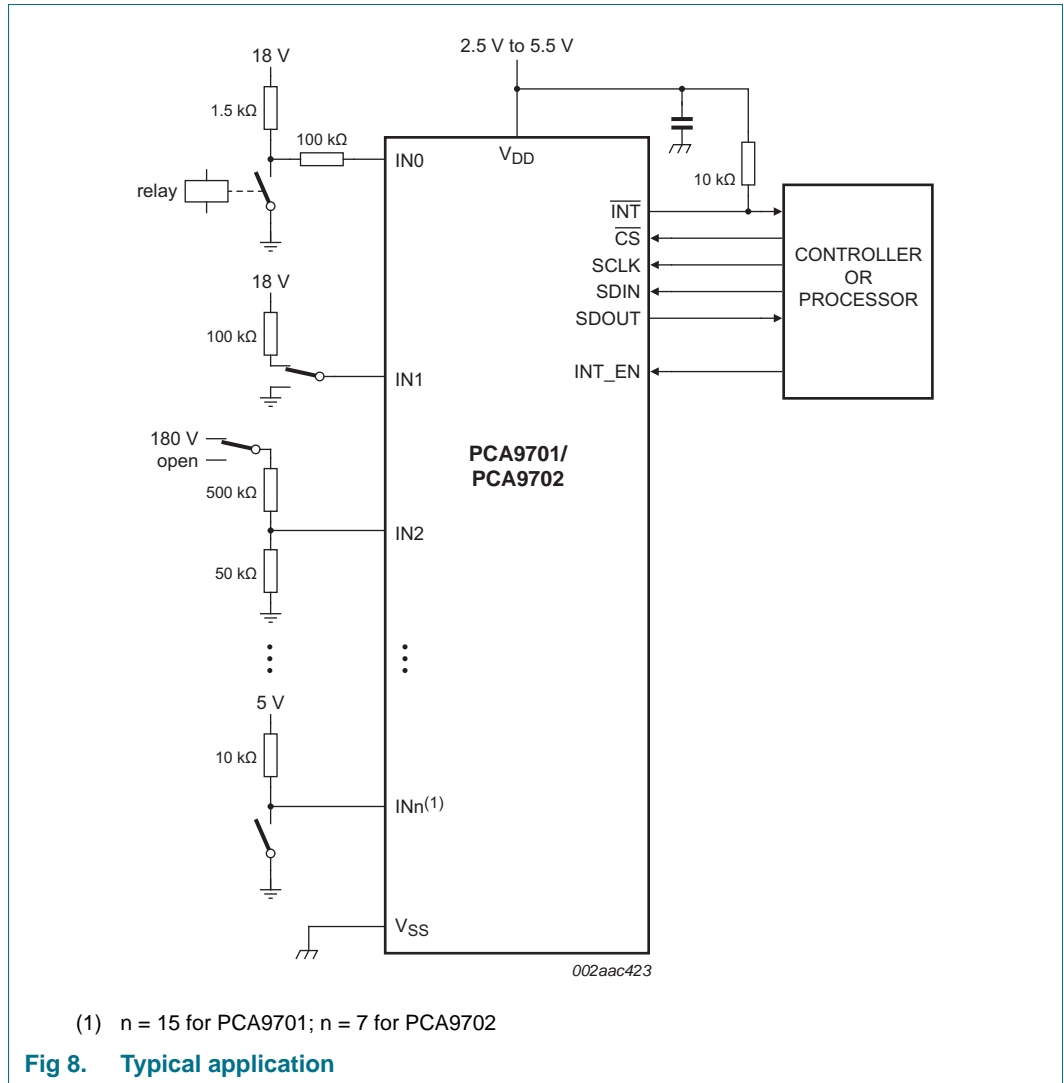 2.5 V to 5.5 V
18 V
1.5 kΩ
100 kΩ
IN0
VDD
10 kΩ
relay
INT
CS
SCLK
SDIN
SDOUT
INT_EN
CONTROLLER
OR
PROCESSOR
18 V
100 kΩ
IN1
180 V
open
500 kΩ
IN2
50 kΩ
PCA9701/
PCA9702
5 V
10 kΩ
INn(1)
VSS
002aac423
(1) n = 15 for PCA9701; n = 7 for PCA9702
Fig 8. Typical application